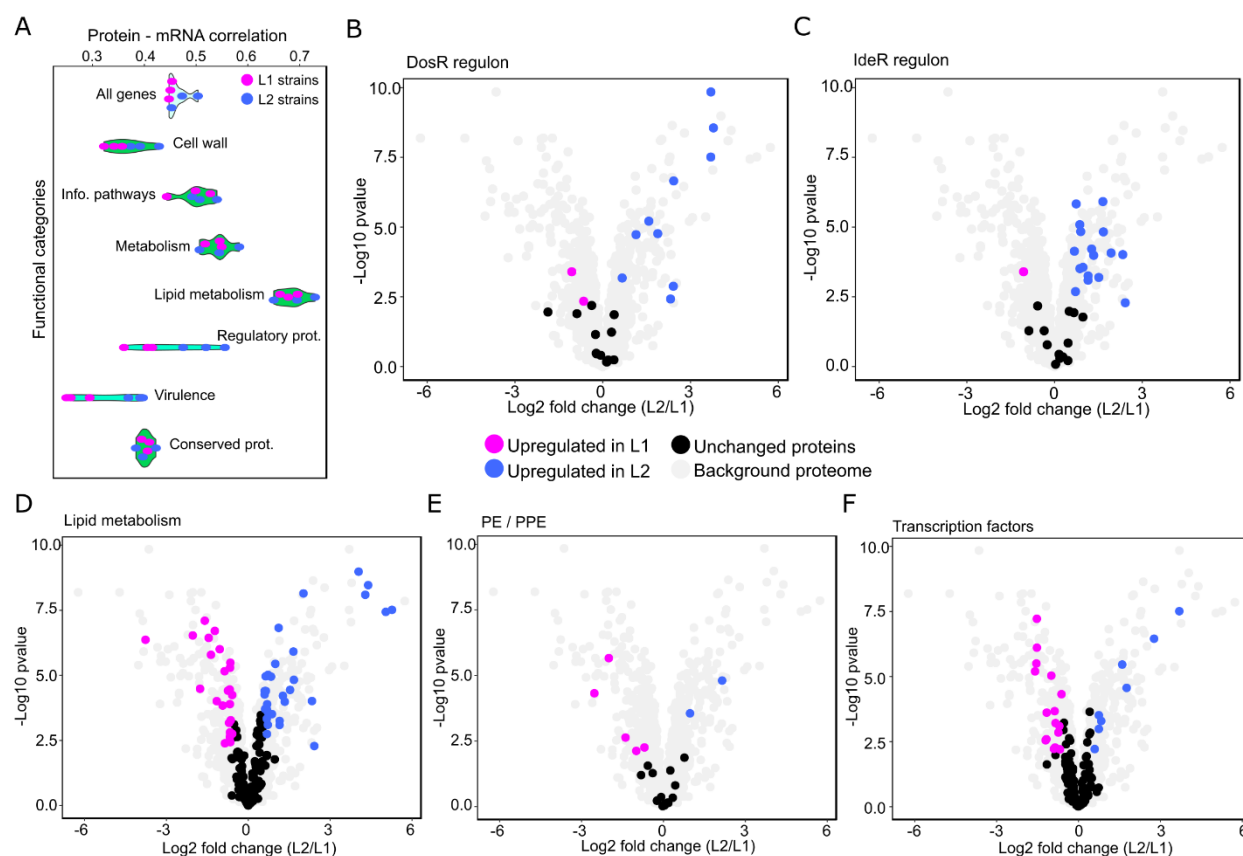 A
Protein - mRNA correlation
0.3 0.4 0.5 0.6 0.7
L1 strains
L2 strains
All genes
Cell wall
Info. pathways
Metabolism
Lipid metabolism
Regulatory prot.
Virulence
Conserved prot.
Functional categories
B
DosR regulon
10.0
7.5
5.0
2.5
0.0
-Log10 pvalue
-6 -3 0 3 6
Log2 fold change (L2/L1)
C
IdeR regulon
10.0
7.5
5.0
2.5
0.0
-Log10 pvalue
-6 -3 0 3 6
Log2 fold change (L2/L1)
Upregulated in L1 Unchanged proteins
Upregulated in L2 Background proteome
D
Lipid metabolism
10.0
7.5
5.0
2.5
0.0
-Log10 pvalue
-6 -3 0 3 6
Log2 fold change (L2/L1)
E
PE / PPE
10.0
7.5
5.0
2.5
0.0
-Log10 pvalue
-6 -3 0 3 6
Log2 fold change (L2/L1)
F
Transcription factors
10.0
7.5
5.0
2.5
0.0
-Log10 pvalue
-6 -3 0 3 6
Log2 fold change (L2/L1)